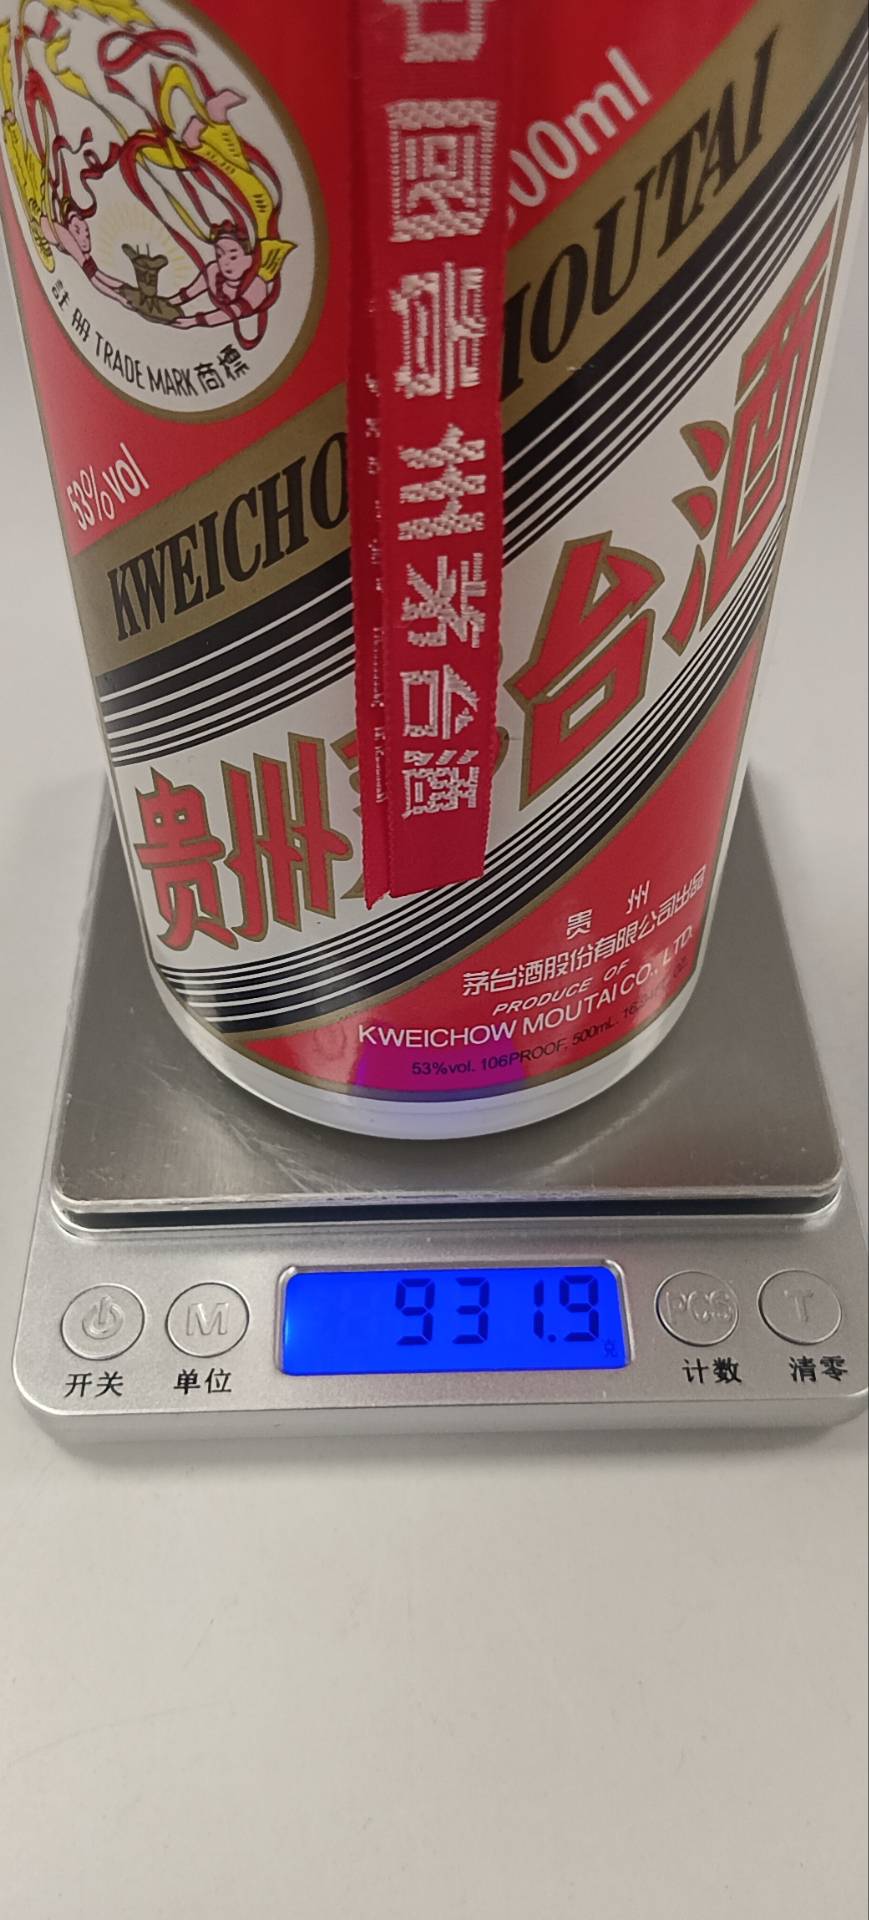 中國貴州茅台酒
00ml
註册 TRADE MARK 商標
53%vol
KWEICHO
MOUTAI
贵州
台酒
贵 州
茅台酒股份有限公司出品
PRODUCE OF
KWEICHOW MOUTAI CO., LTD.
53%vol. 106PROOF, 500mL.
931.9
克
M
PCS
T
开关
单位
计数
清零